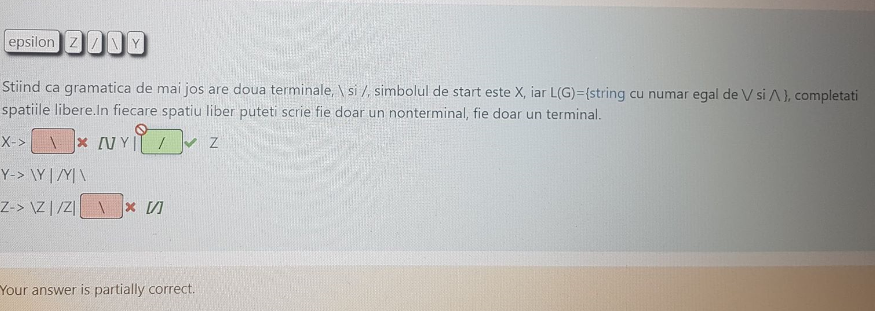 epsilon Z / \ Y
Stiind ca gramatica de mai jos are doua terminale, \ si /, simbolul de start este X, iar L(G)={string cu numar egal de \/ si /\ }, completati
spatiile libere.In fiecare spatiu liber puteti scrie fie doar un nonterminal, fie doar un terminal.
X-> \ [\] Y | / Z
Y-> \Y | /Y| \
Z-> \Z | /Z| \ [/]
Your answer is partially correct.